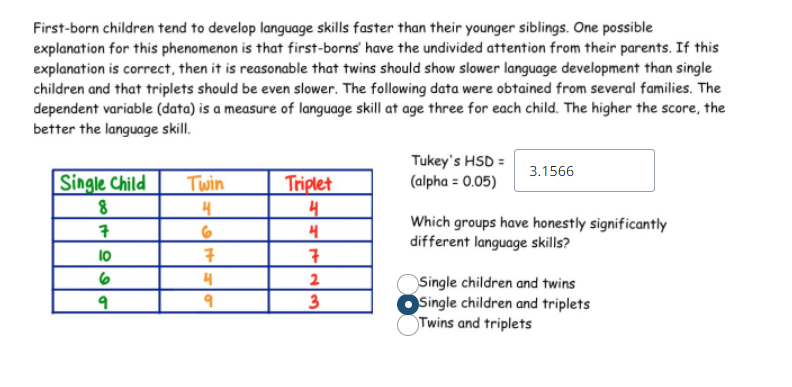 First-born children tend to develop language skills faster than their younger siblings. One possible
explanation for this phenomenon is that first-borns' have the undivided attention from their parents. If this
explanation is correct, then it is reasonable that twins should show slower language development than single
children and that triplets should be even slower. The following data were obtained from several families. The
dependent variable (data) is a measure of language skill at age three for each child. The higher the score, the
better the language skill.
Single Child Twin Triplet
8 4 4
7 6 4
10 7 7
6 4 2
9 9 3
Tukey's HSD =
(alpha = 0.05)
3.1566
Which groups have honestly significantly
different language skills?
Single children and twins
Single children and triplets
Twins and triplets